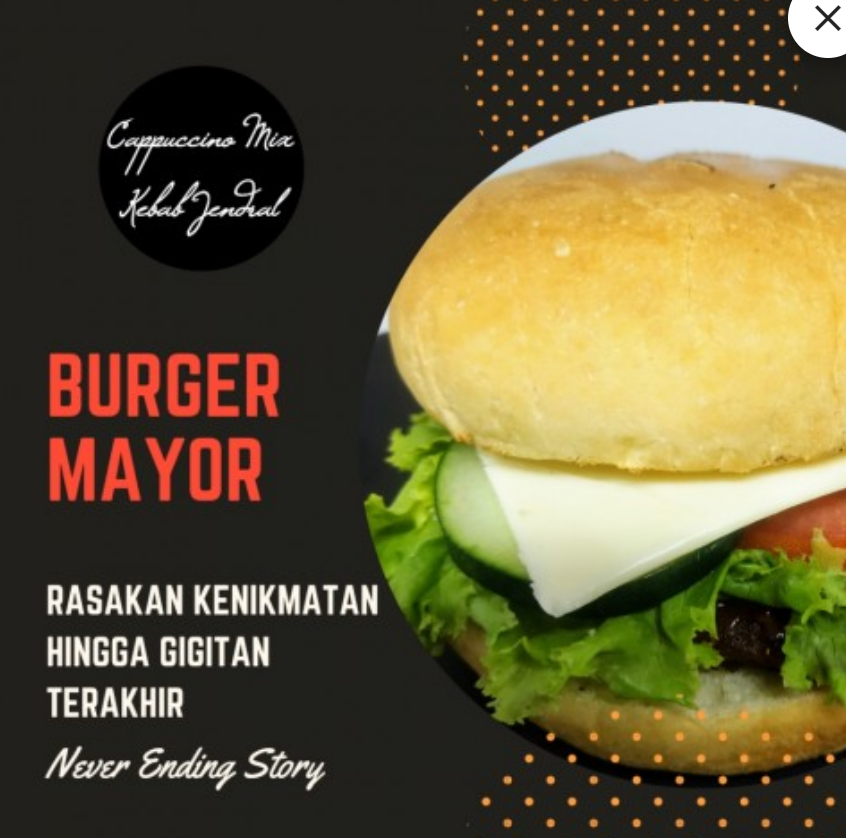 Cappuccino Mix
Kebab Jendral
BURGER
MAYOR
RASAKAN KENIKMATAN
HINGGA GIGITAN
TERAKHIR
Never Ending Story